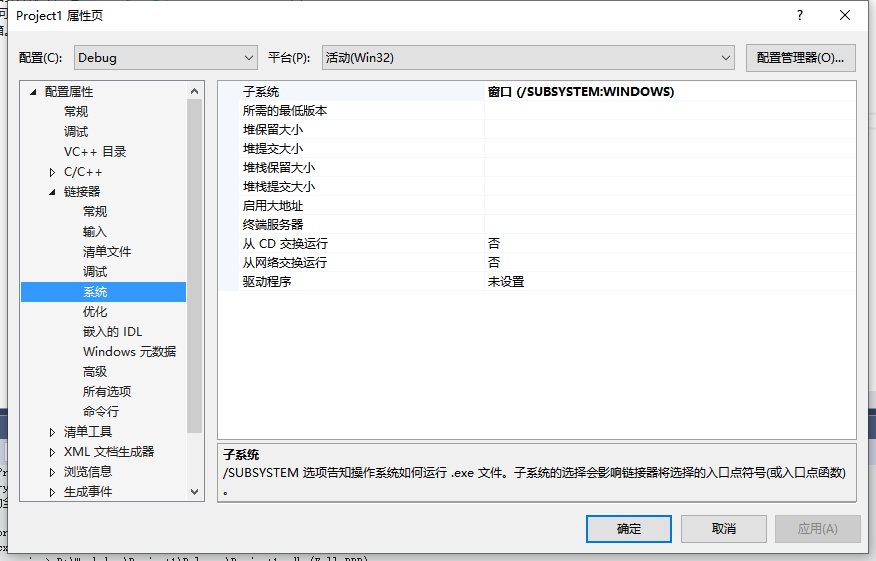 Project1 属性页
配置(C): Debug 平台(P): 活动(Win32) 配置管理器(O)...
配置属性
常规
调试
VC++ 目录
C/C++
链接器
常规
输入
清单文件
调试
系统
优化
嵌入的 IDL
Windows 元数据
高级
所有选项
命令行
清单工具
XML 文档生成器
浏览信息
生成事件
子系统 窗口 (/SUBSYSTEM:WINDOWS)
所需的最低版本
堆保留大小
堆提交大小
堆栈保留大小
堆栈提交大小
启用大地址
终端服务器
从 CD 交换运行 否
从网络交换运行 否
驱动程序 未设置
子系统
/SUBSYSTEM 选项告知操作系统如何运行 .exe 文件。子系统的选择会影响链接器将选择的入口点符号(或入口点函数)
。
确定 取消 应用(A)